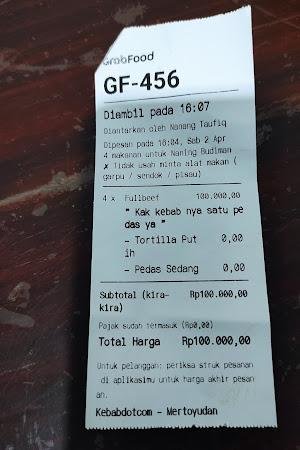 GrabFood
GF-456
Diambil pada 16:07
Diantarkan oleh Nanang Taufiq
Dipesan pada 16:04, Sab 2 Apr
4 makanan untuk Naning Budiman
x Tidak usah minta alat makan (
garpu / sendok / pisau)
4 x Fullbeef 100.000,00
" Kak kebab nya satu pe
das ya "
- Tortilla Put 0,00
ih
- Pedas Sedang 0,00
Subtotal (kira- Rp100.000,00
kira)
Pajak sudah termasuk (Rp0,00)
Total Harga Rp100.000,00
Untuk pelanggan: periksa struk pesanan
di aplikasimu untuk harga akhir pesan
an.
Kebabdotcom - Mertoyudan